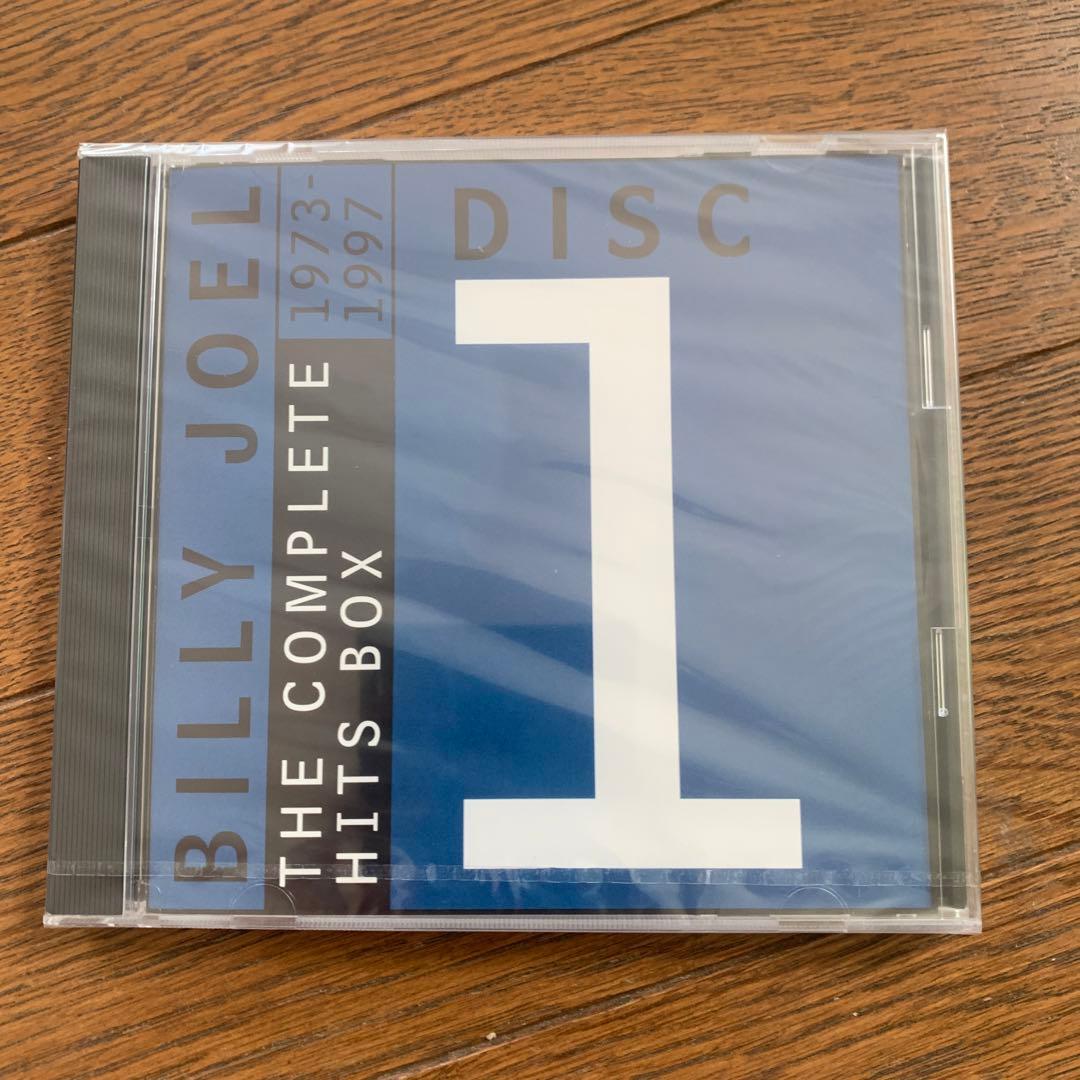 BILLY JOEL
1973-
1997
THE COMPLETE
HITS BOX
DISC
1